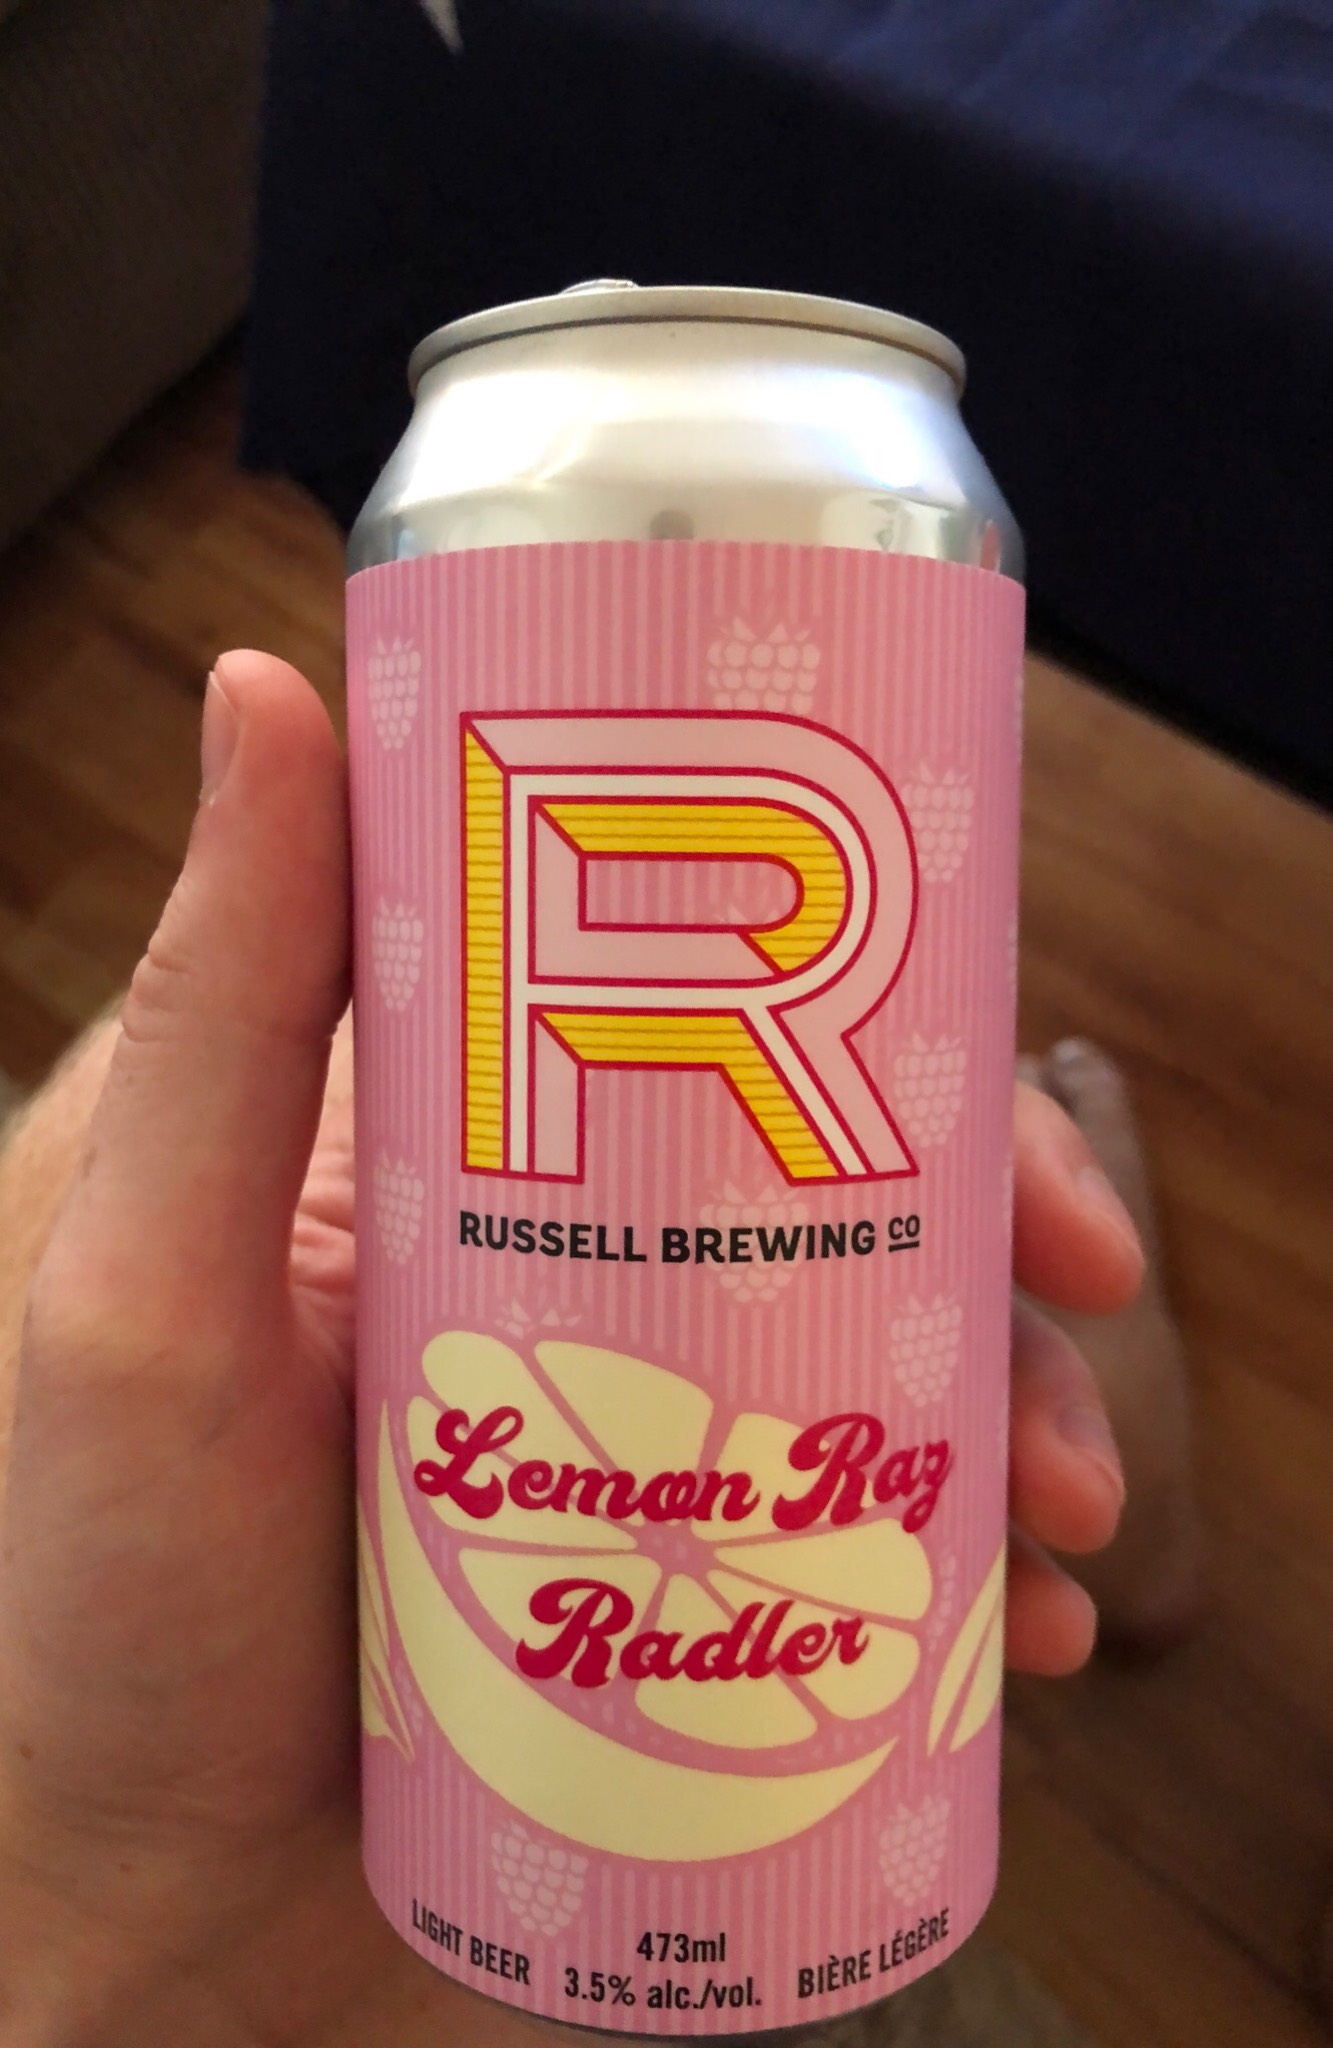 R
RUSSELL BREWING CO
Lemon Raz
Radler
LIGHT BEER
473ml
3.5% alc./vol.
BIÈRE LÉGÈRE